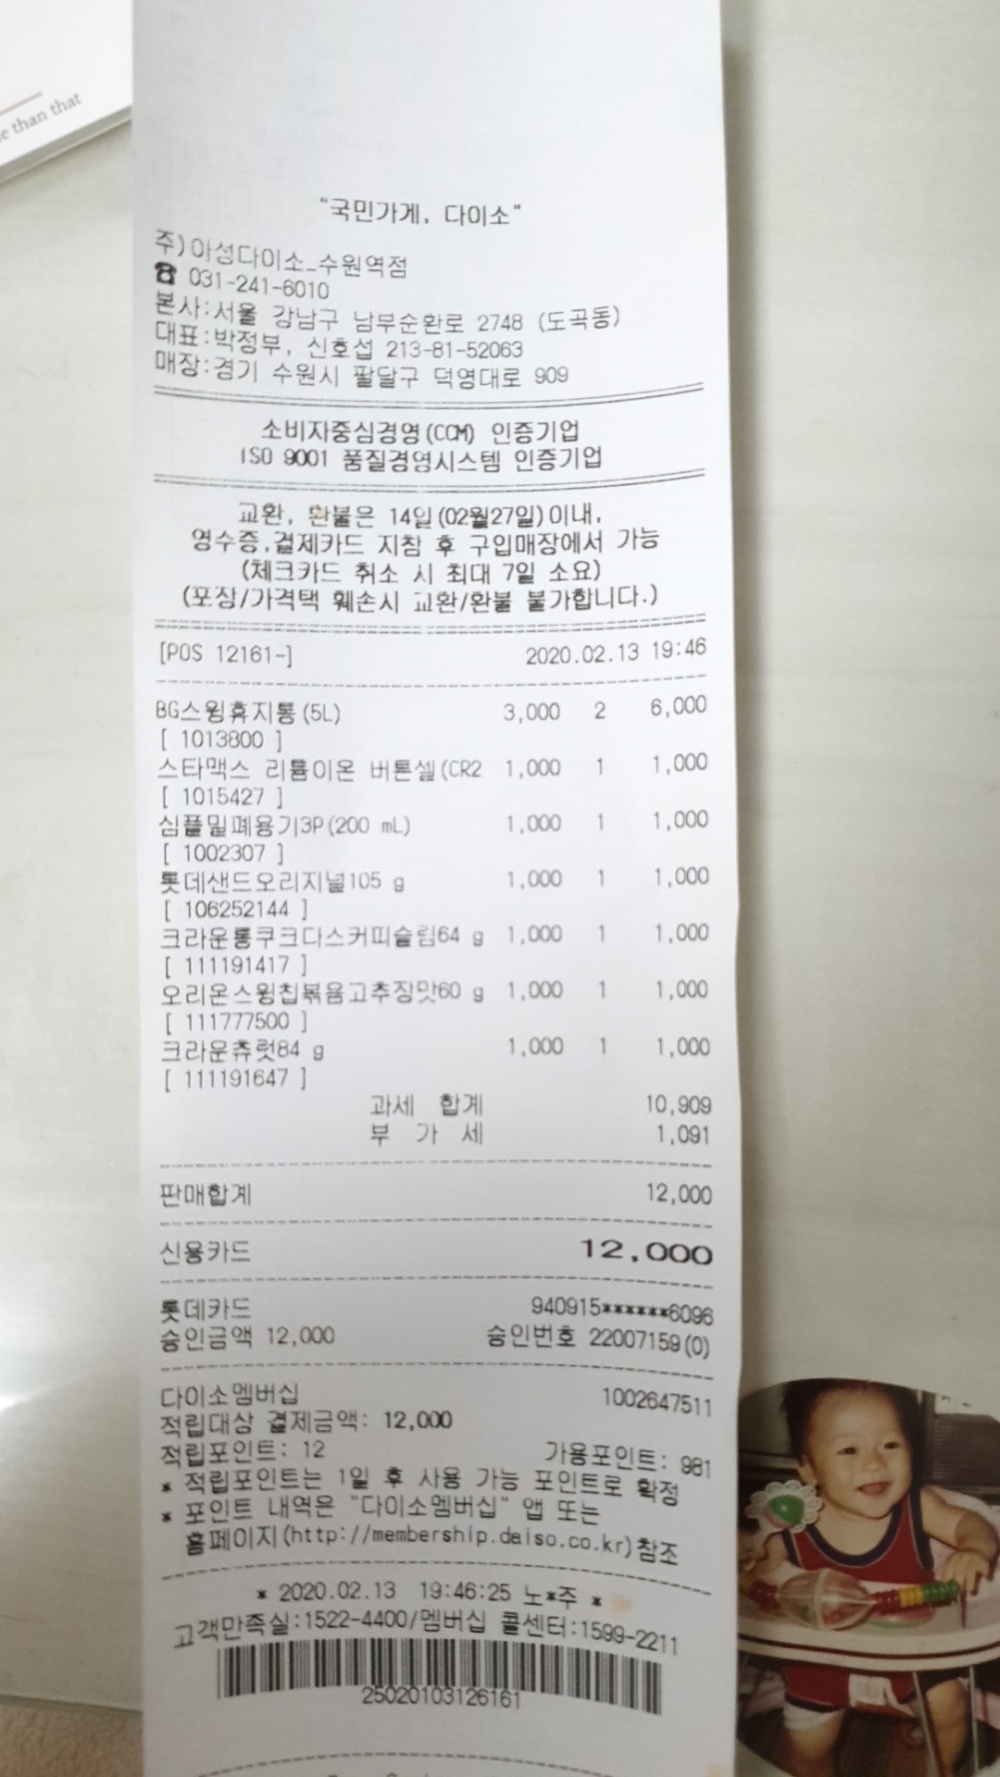 e than that
"국민가게, 다이소"
주)아성다이소_수원역점
☎ 031-241-6010
본사:서울 강남구 남부순환로 2748 (도곡동)
대표:박정부, 신호섭 213-81-52063
매장:경기 수원시 팔달구 덕영대로 909
소비자중심경영(CCM) 인증기업
ISO 9001 품질경영시스템 인증기업
교환, 환불은 14일(02월27일)이내,
영수증,결제카드 지참 후 구입매장에서 가능
(체크카드 취소 시 최대 7일 소요)
(포장/가격택 훼손시 교환/환불 불가합니다.)
[POS 12161-] 2020.02.13 19:46
BG스윙휴지통(5L) 3,000 2 6,000
[ 1013800 ]
스타맥스 리튬이온 버튼셀(CR2 1,000 1 1,000
[ 1015427 ]
심플밀폐용기3P(200 mL) 1,000 1 1,000
[ 1002307 ]
롯데샌드오리지널105 g 1,000 1 1,000
[ 106252144 ]
크라운통쿠크다스커피슬림64 g 1,000 1 1,000
[ 111191417 ]
오리온스윙칩볶음고추장맛60 g 1,000 1 1,000
[ 111777500 ]
크라운츄럿84 g 1,000 1 1,000
[ 111191647 ]
과세 합계 10,909
부 가 세 1,091
판매합계 12,000
신용카드 12,000
롯데카드 940915******6096
승인금액 12,000 승인번호 22007159(0)
다이소멤버십 1002647511
적립대상 결제금액: 12,000
적립포인트: 12 가용포인트: 981
* 적립포인트는 1일 후 사용 가능 포인트로 확정
* 포인트 내역은 "다이소멤버십" 앱 또는
홈페이지(http://membership.daiso.co.kr)참조
* 2020.02.13 19:46:25 노*주 *
고객만족실:1522-4400/멤버십 콜센터:1599-2211
25020103126161